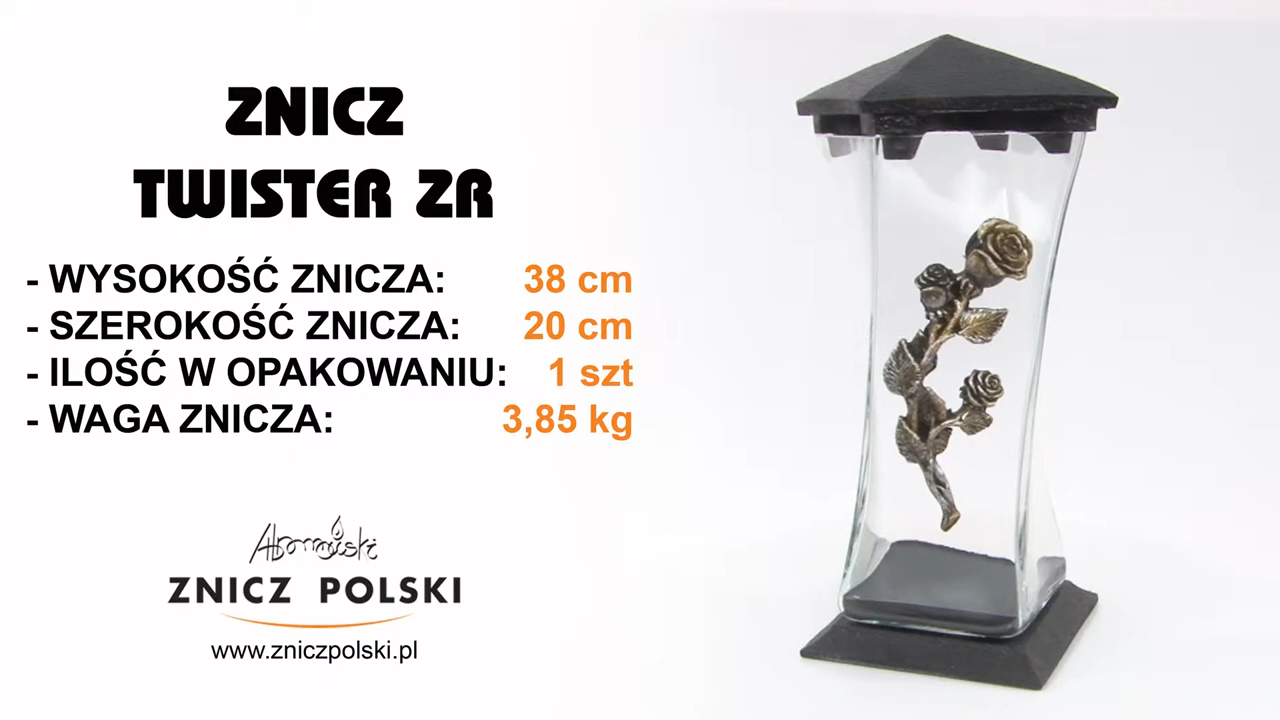 ZNICZ
TWISTER ZR
- WYSOKOŚĆ ZNICZA: 38 cm
- SZEROKOŚĆ ZNICZA: 20 cm
- ILOŚĆ W OPAKOWANIU: 1 szt
- WAGA ZNICZA: 3,85 kg
ZNICZ POLSKI
www.zniczpolski.pl